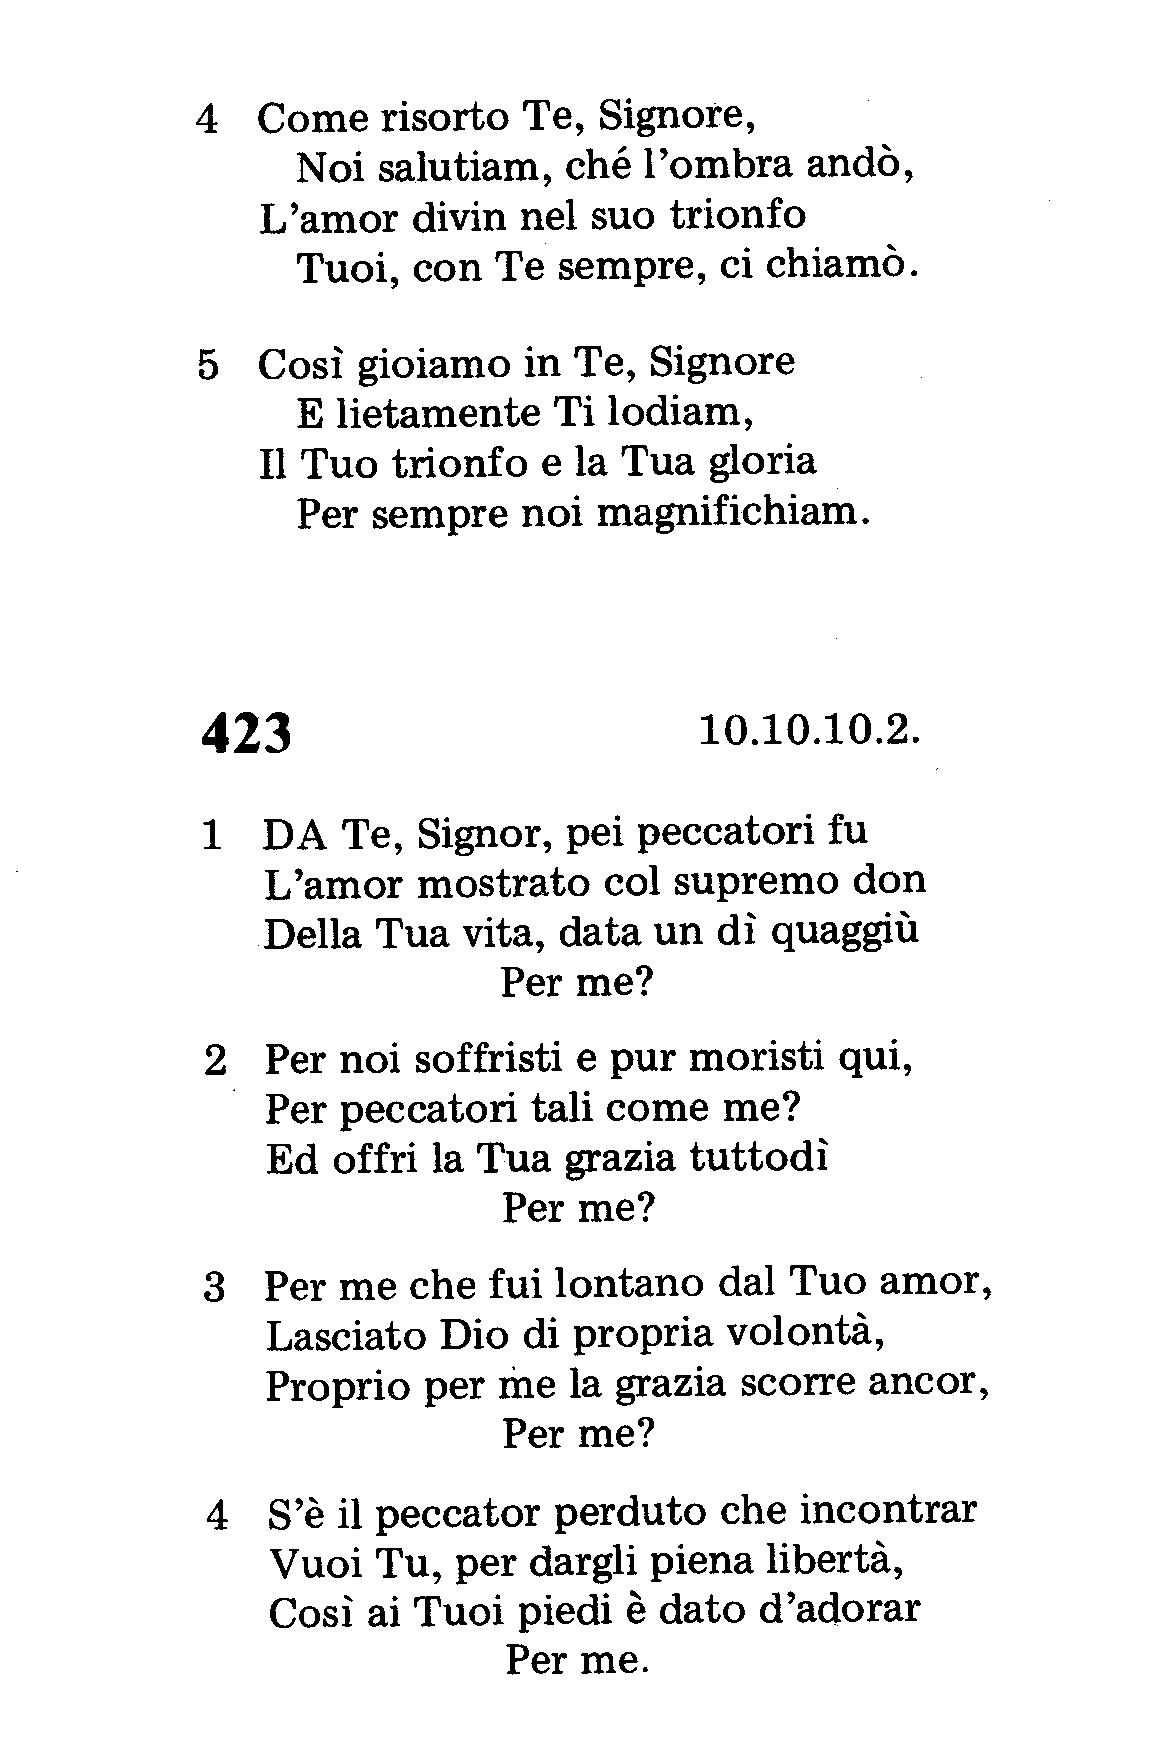 4 Come risorto Te, Signore,
Noi salutiam, ché l'ombra andò,
L'amor divin nel suo trionfo
Tuoi, con Te sempre, ci chiamò.
5 Così gioiamo in Te, Signore
E lietamente Ti lodiam,
Il Tuo trionfo e la Tua gloria
Per sempre noi magnifichiam.
423 10.10.10.2.
1 DA Te, Signor, pei peccatori fu
L'amor mostrato col supremo don
Della Tua vita, data un dì quaggiù
Per me?
2 Per noi soffristi e pur moristi qui,
Per peccatori tali come me?
Ed offri la Tua grazia tuttodì
Per me?
3 Per me che fui lontano dal Tuo amor,
Lasciato Dio di propria volontà,
Proprio per me la grazia scorre ancor,
Per me?
4 S'è il peccator perduto che incontrar
Vuoi Tu, per dargli piena libertà,
Così ai Tuoi piedi è dato d'adorar
Per me.